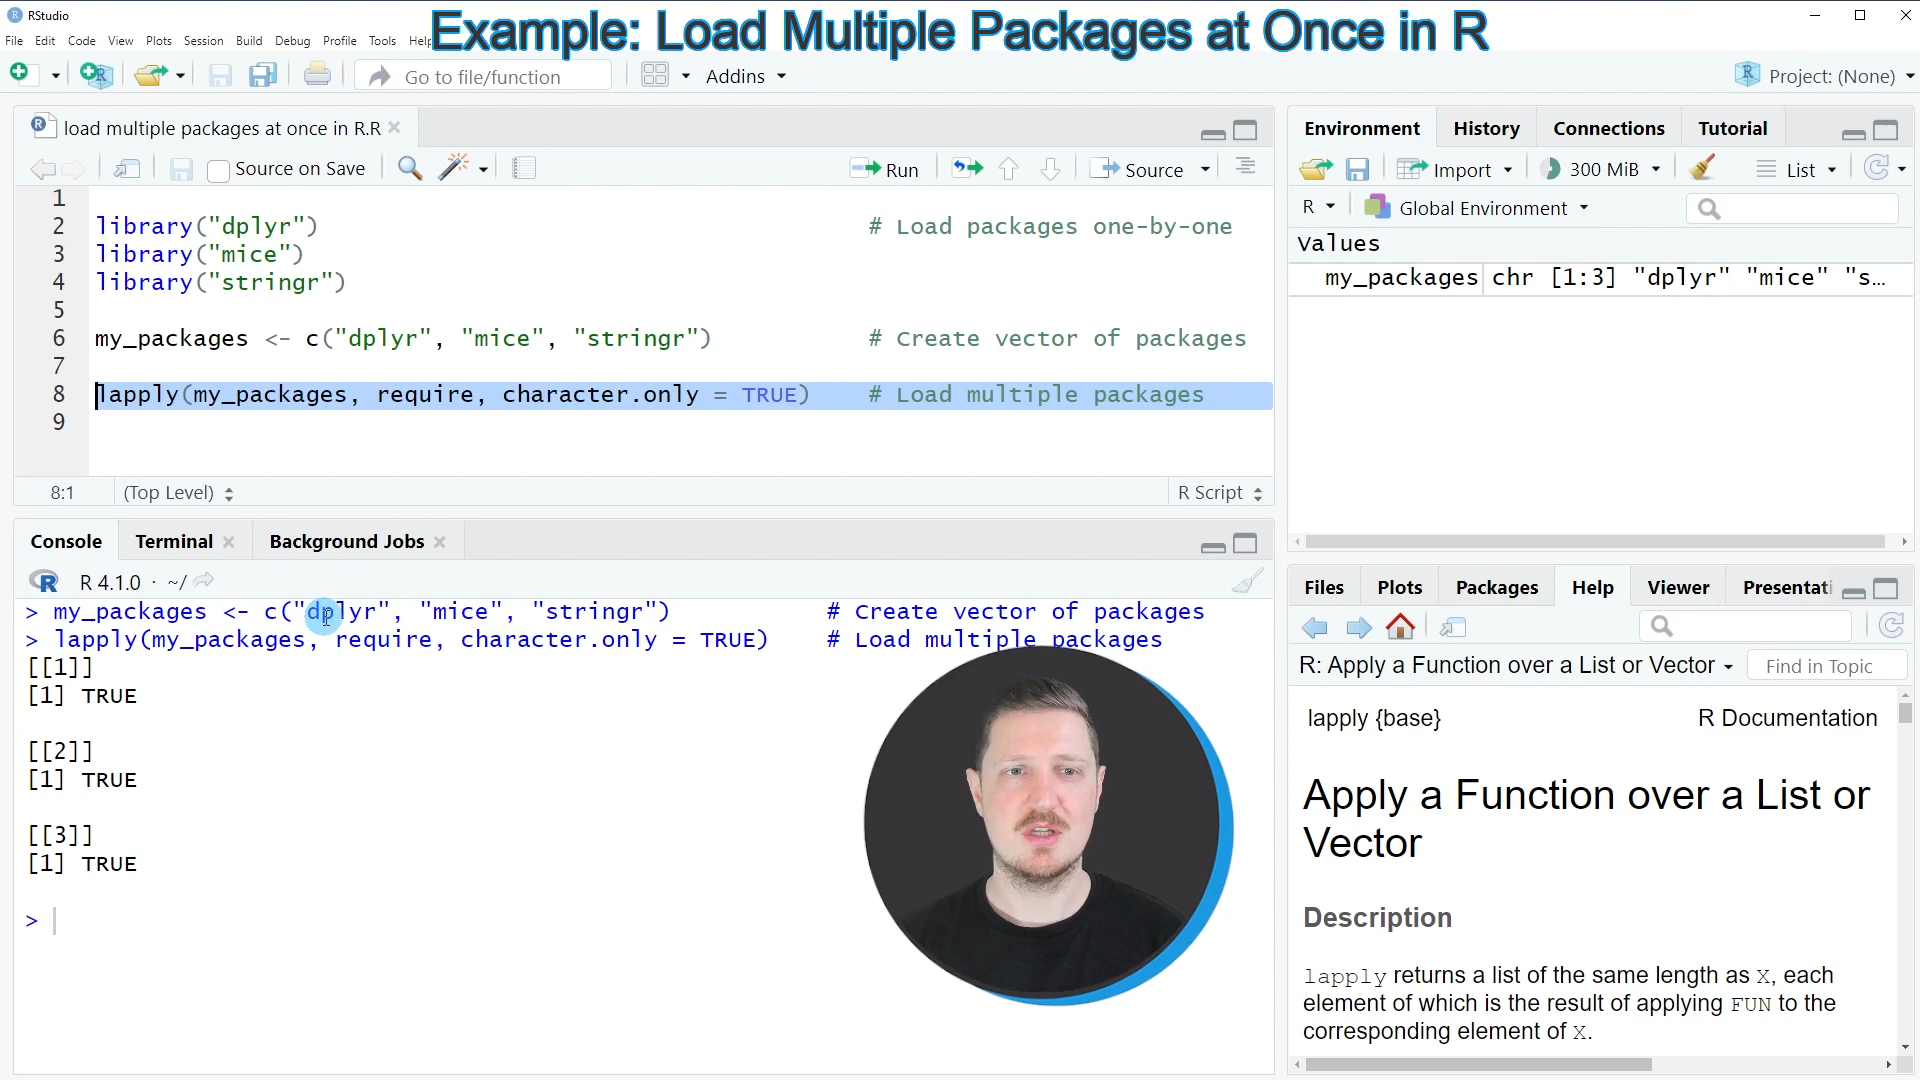 RStudio
Example: Load Multiple Packages at Once in R
File Edit Code View Plots Session Build Debug Profile Tools Help
Go to file/function
Addins
Project: (None)
load multiple packages at once in R.R
Source on Save
Run
Source
1
2 library("dplyr") # Load packages one-by-one
3 library("mice")
4 library("stringr")
5
6 my_packages <- c("dplyr", "mice", "stringr") # Create vector of packages
7
8 lapply(my_packages, require, character.only = TRUE) # Load multiple packages
9
8:1 (Top Level) R Script
Console Terminal Background Jobs
R 4.1.0 · ~/
> my_packages <- c("dplyr", "mice", "stringr") # Create vector of packages
> lapply(my_packages, require, character.only = TRUE) # Load multiple packages
[[1]]
[1] TRUE
[[2]]
[1] TRUE
[[3]]
[1] TRUE
>
Environment History Connections Tutorial
Import 300 MiB List
R Global Environment
Values
my_packages chr [1:3] "dplyr" "mice" "s…
Files Plots Packages Help Viewer Presentati
R: Apply a Function over a List or Vector Find in Topic
lapply {base} R Documentation
Apply a Function over a List or
Vector
Description
lapply returns a list of the same length as X, each
element of which is the result of applying FUN to the
corresponding element of X.